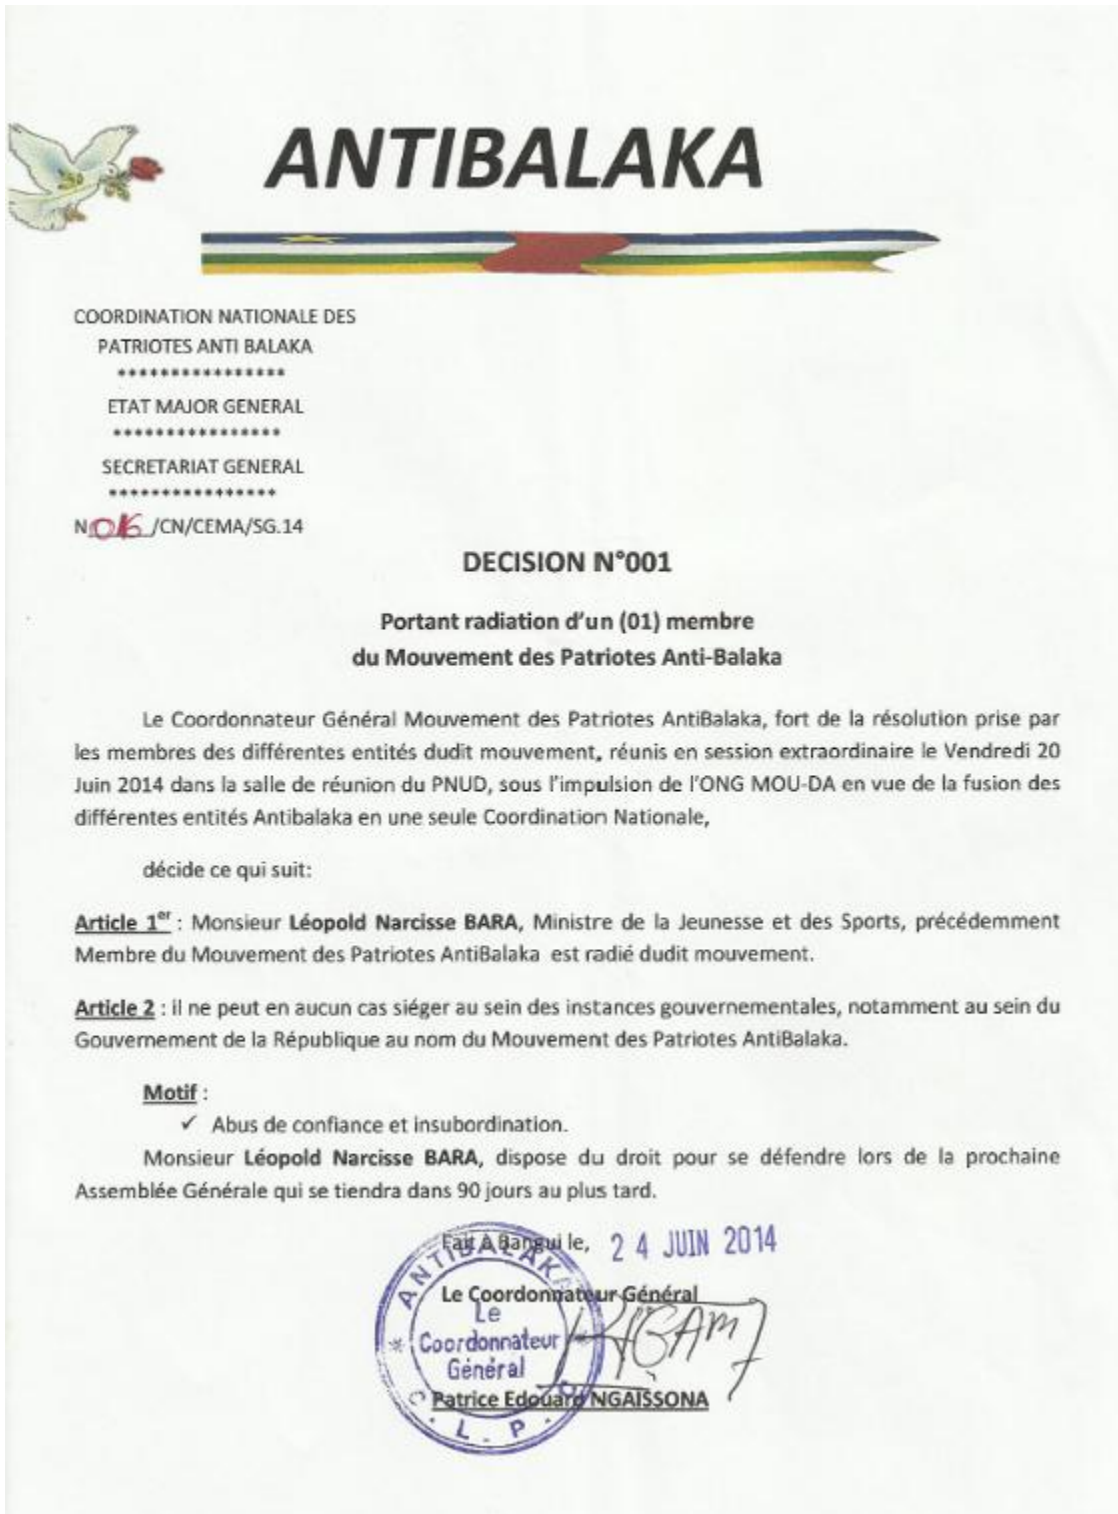 ANTIBALAKA
COORDINATION NATIONALE DES
PATRIOTES ANTI BALAKA
****************
ETAT MAJOR GENERAL
****************
SECRETARIAT GENERAL
****************
N /CN/CEMA/SG.14
DECISION N°001
Portant radiation d'un (01) membre
du Mouvement des Patriotes Anti-Balaka
Le Coordonnateur Général Mouvement des Patriotes AntiBalaka, fort de la résolution prise par
les membres des différentes entités dudit mouvement, réunis en session extraordinaire le Vendredi 20
Juin 2014 dans la salle de réunion du PNUD, sous l'impulsion de l'ONG MOU-DA en vue de la fusion des
différentes entités Antibalaka en une seule Coordination Nationale,
décide ce qui suit:
Article 1er : Monsieur Léopold Narcisse BARA, Ministre de la Jeunesse et des Sports, précédemment
Membre du Mouvement des Patriotes AntiBalaka est radié dudit mouvement.
Article 2 : il ne peut en aucun cas siéger au sein des instances gouvernementales, notamment au sein du
Gouvernement de la République au nom du Mouvement des Patriotes AntiBalaka.
Motif :
✓ Abus de confiance et insubordination.
Monsieur Léopold Narcisse BARA, dispose du droit pour se défendre lors de la prochaine
Assemblée Générale qui se tiendra dans 90 jours au plus tard.
Fait à Bangui le, 24 JUIN 2014
Le Coordonnateur Général
ANTIBALAKA
Le
Coordonnateur
Général
C.L.P.
Patrice Edouard NGAÏSSONA